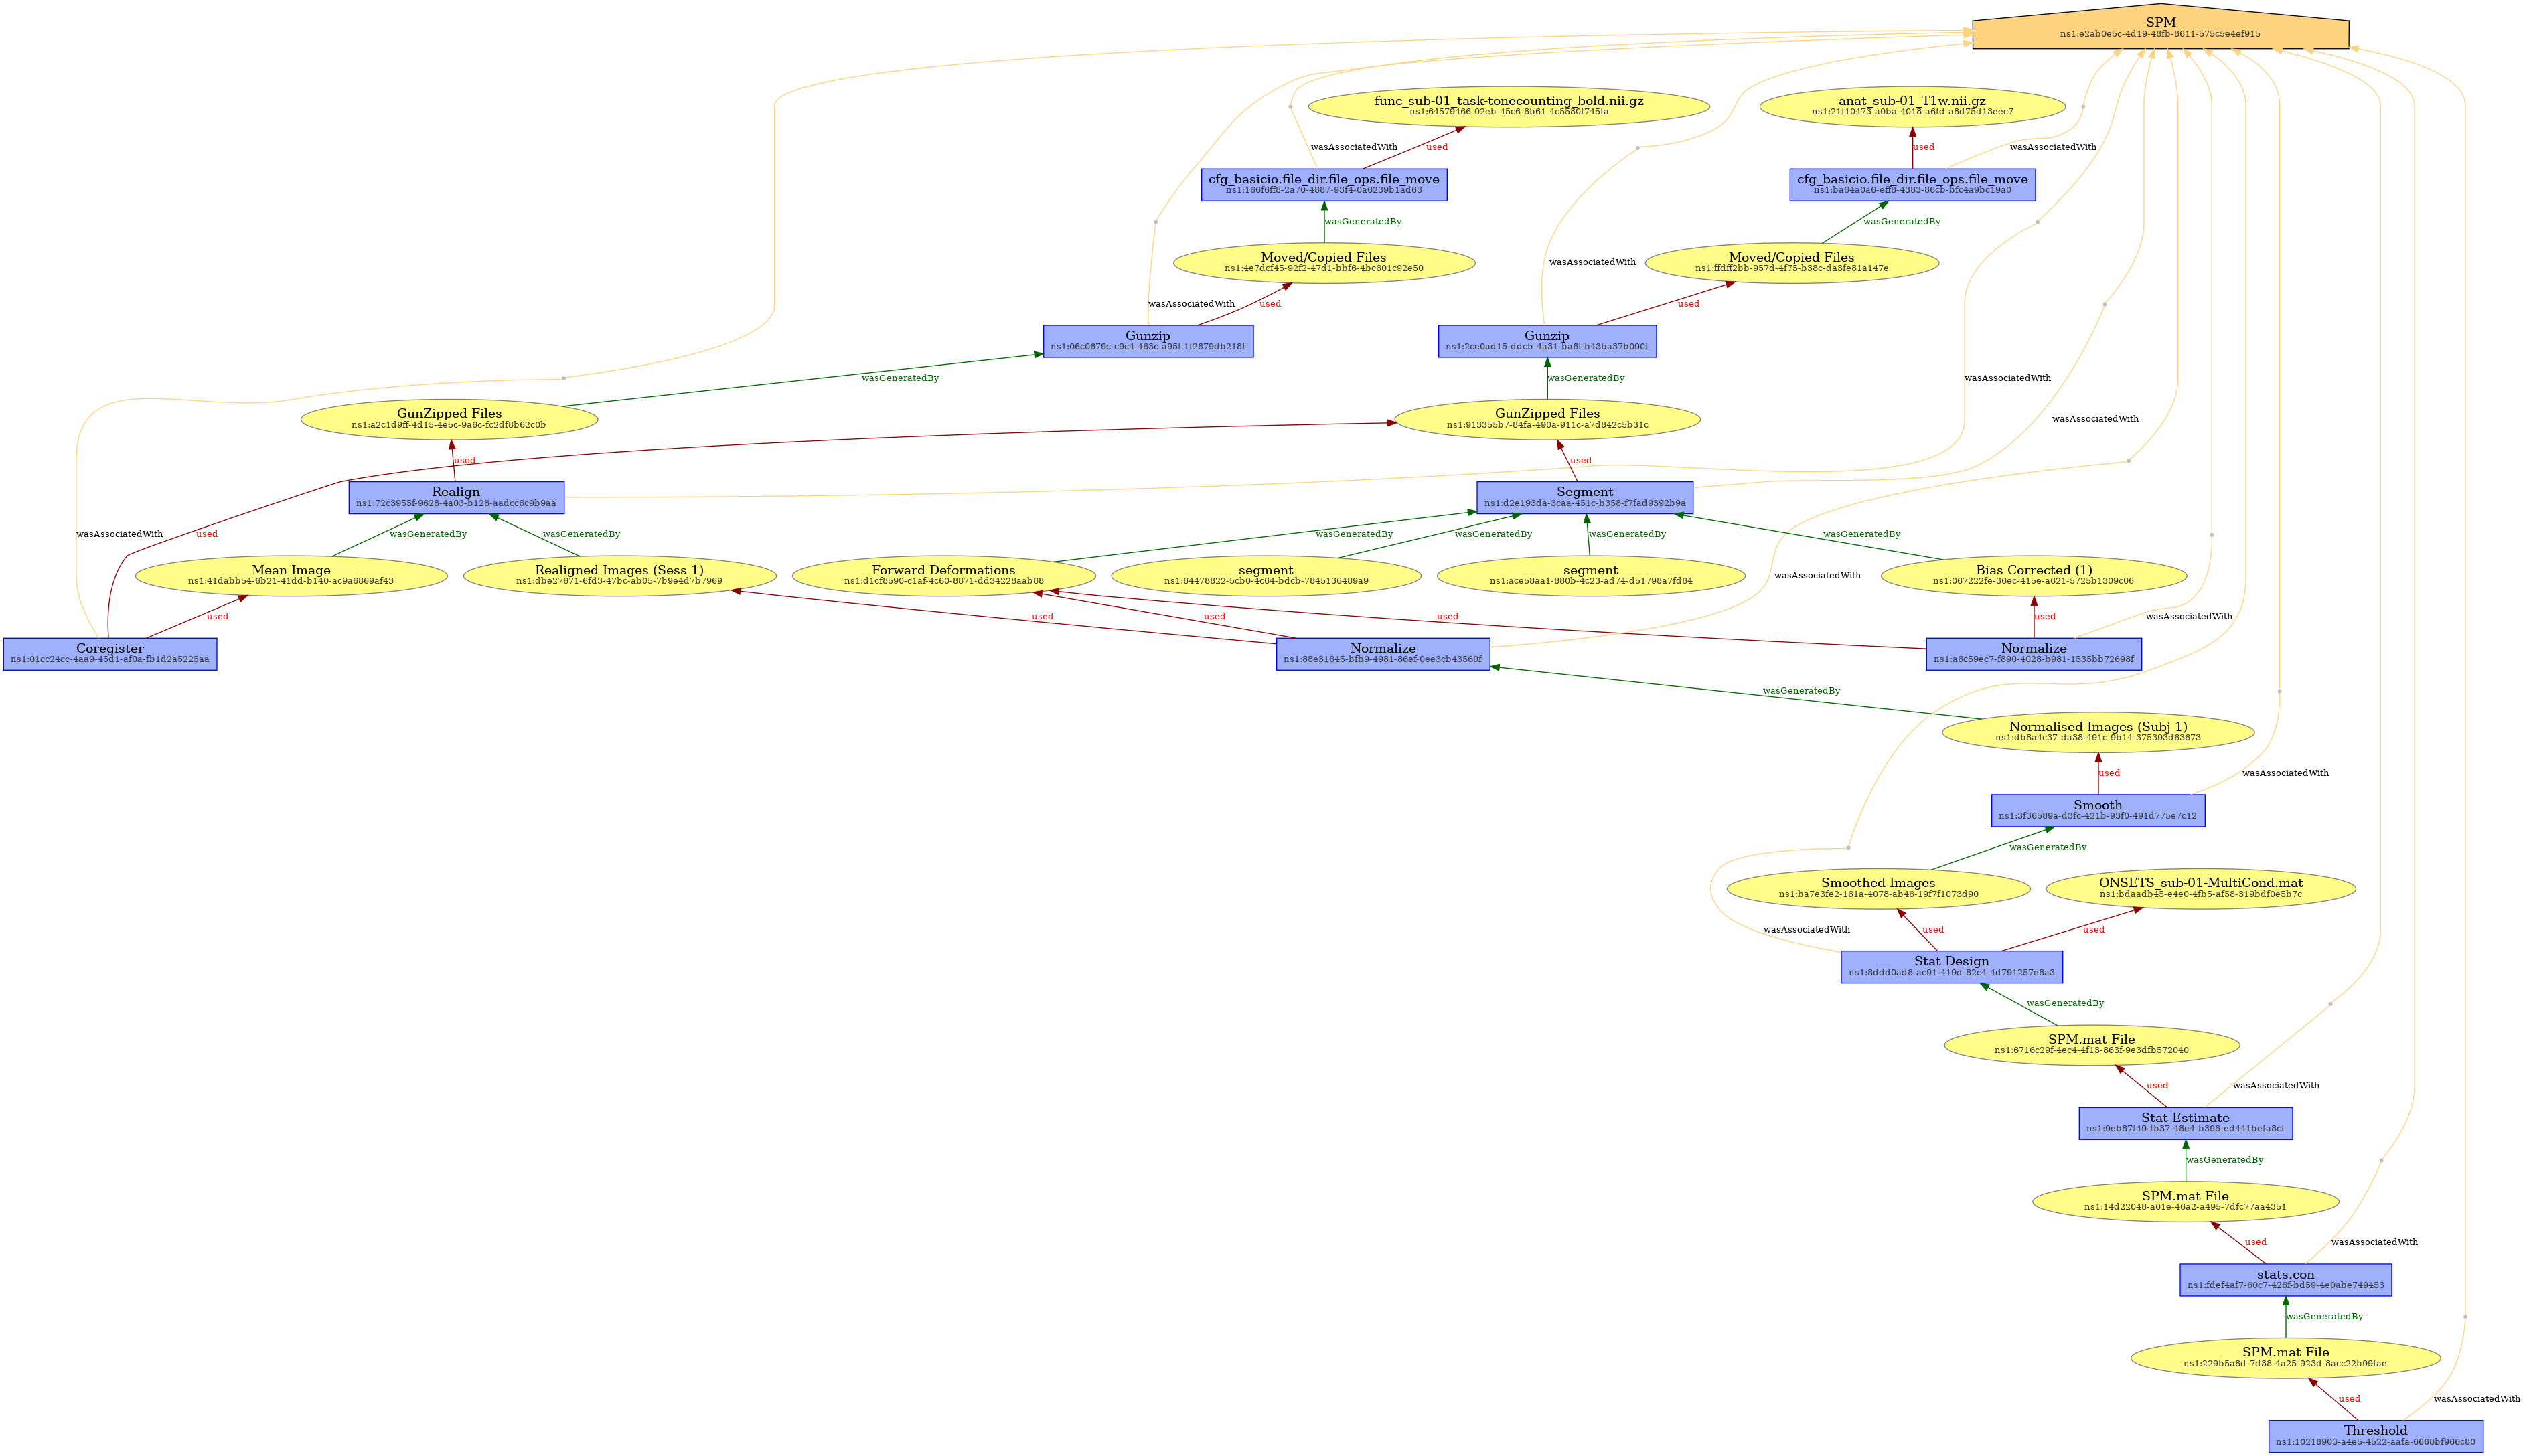 SPM
ns1:e2ab0e5c-4d19-48fb-8611-575c5e4ef915
func_sub-01_task-tonecounting_bold.nii.gz
ns1:64579466-02eb-45c6-8b61-4c5580f745fa
anat_sub-01_T1w.nii.gz
ns1:21f10473-a0ba-4018-a6fd-a8d75d13eec7
wasAssociatedWith
used
used
wasAssociatedWith
cfg_basicio.file_dir.file_ops.file_move
ns1:166f6ff8-2a70-4887-93f4-0a6239b1ad63
cfg_basicio.file_dir.file_ops.file_move
ns1:ba64a0a6-eff8-4383-86cb-bfc4a9bc19a0
wasGeneratedBy
wasGeneratedBy
Moved/Copied Files
ns1:4e7dcf45-92f2-47d1-bbf6-4bc601c92e50
wasAssociatedWith
Moved/Copied Files
ns1:ffdff2bb-957d-4f75-b38c-da3fe81a147e
wasAssociatedWith
used
used
Gunzip
ns1:06c0679c-c9c4-463c-a95f-1f2879db218f
Gunzip
ns1:2ce0ad15-ddcb-4a31-ba6f-b43ba37b090f
wasGeneratedBy
wasGeneratedBy
wasAssociatedWith
GunZipped Files
ns1:a2c1d9ff-4d15-4e5c-9a6c-fc2df8b62c0b
GunZipped Files
ns1:913355b7-84fa-490a-911c-a7d842c5b31c
wasAssociatedWith
used
used
Realign
ns1:72c3955f-9628-4a03-b128-aadcc6c9b9aa
Segment
ns1:d2e193da-3caa-451c-b358-f7fad9392b9a
wasAssociatedWith
used
wasGeneratedBy
wasGeneratedBy
wasGeneratedBy
wasGeneratedBy
wasGeneratedBy
wasGeneratedBy
Mean Image
ns1:41dabb54-6b21-41dd-b140-ac9a6869af43
Realigned Images (Sess 1)
ns1:dbe27671-6fd3-47bc-ab05-7b9e4d7b7969
Forward Deformations
ns1:d1cf8590-c1af-4c60-8871-dd34228aab88
segment
ns1:64478822-5cb0-4c64-bdcb-7845136489a9
segment
ns1:ace58aa1-880b-4c23-ad74-d51798a7fd64
wasAssociatedWith
Bias Corrected (1)
ns1:067222fe-36ec-415e-a621-5725b1309c06
used
used
used
used
used
wasAssociatedWith
Coregister
ns1:01cc24cc-4aa9-45d1-af0a-fb1d2a5225aa
Normalize
ns1:88e31645-bfb9-4981-86ef-0ee3cb43560f
Normalize
ns1:a6c59ec7-f890-4028-b981-1535bb72698f
wasGeneratedBy
Normalised Images (Subj 1)
ns1:db8a4c37-da38-491c-9b14-375393d63673
used
wasAssociatedWith
Smooth
ns1:3f36589a-d3fc-421b-93f0-491d775e7c12
wasGeneratedBy
Smoothed Images
ns1:ba7e3fe2-161a-4078-ab46-19f7f1073d90
ONSETS_sub-01-MultiCond.mat
ns1:bdaadb45-e4e0-4fb5-af58-319bdf0e5b7c
wasAssociatedWith
used
used
Stat Design
ns1:8ddd0ad8-ac91-419d-82c4-4d791257e8a3
wasGeneratedBy
SPM.mat File
ns1:6716c29f-4ec4-4f13-863f-9e3dfb572040
used
wasAssociatedWith
Stat Estimate
ns1:9eb87f49-fb37-48e4-b398-ed441befa8cf
wasGeneratedBy
SPM.mat File
ns1:14d22048-a01e-46a2-a495-7dfc77aa4351
used
wasAssociatedWith
stats.con
ns1:fdef4af7-60c7-426f-bd59-4e0abe749453
wasGeneratedBy
SPM.mat File
ns1:229b5a8d-7d38-4a25-923d-8acc22b99fae
used
wasAssociatedWith
Threshold
ns1:10218903-a4e5-4522-aafa-6668bf966c80